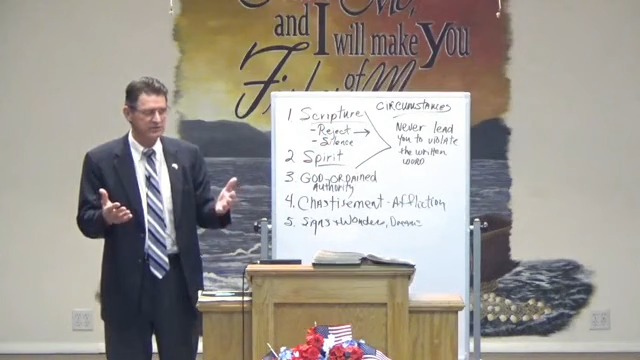 and I will make you
of
1 Scripture
-Reject
-Silence
2 Spirit
3 GOD-ordained
Authority
4. Chastisement-Affliction
5. Signs + Wonders, Dreams
CIRCUMSTANCES
Never lead
you to violate
the written
word